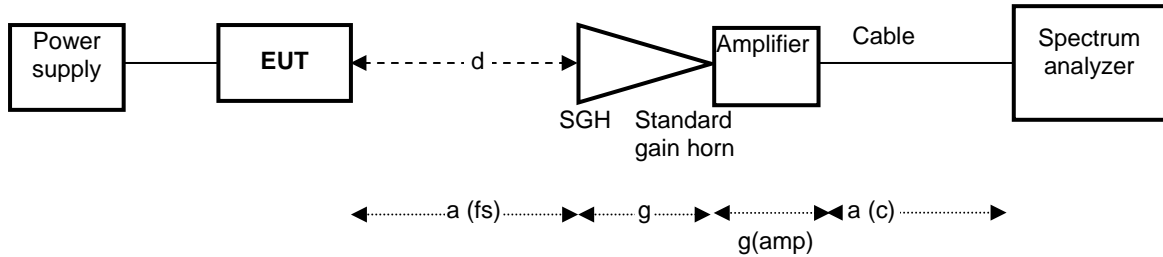 Power
supply
EUT
d
Amplifier
Cable
Spectrum
analyzer
SGH
Standard
gain horn
a (fs)
g
g(amp)
a (c)